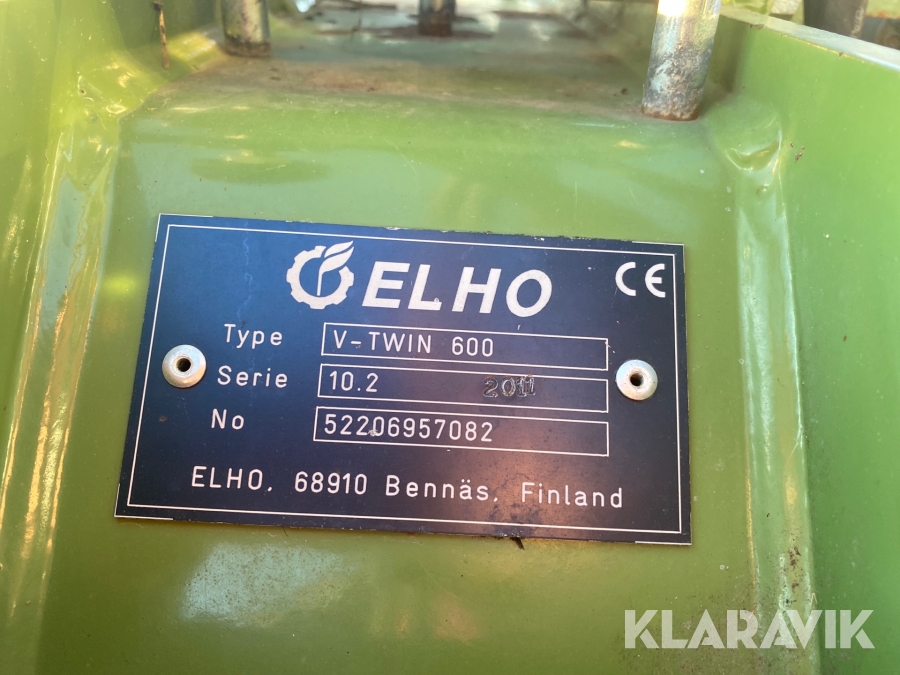 ELHO CE
Type V-TWIN 600
Serie 10.2 2011
No 52206957082
ELHO, 68910 Bennäs, Finland
KLARAVIK